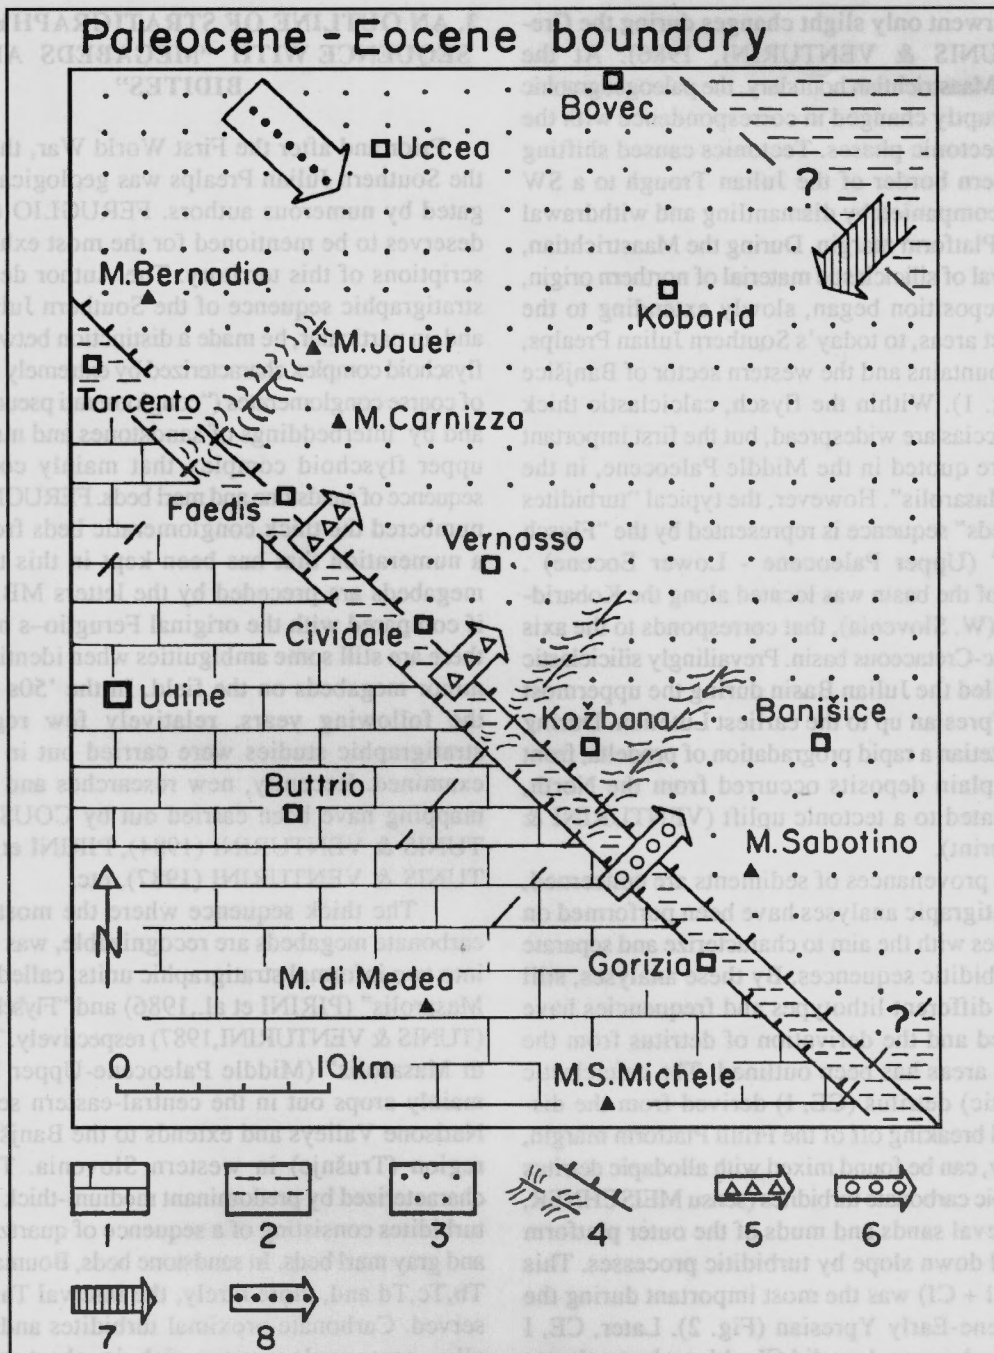 Paleocene-Eocene boundary
Bovec
Uccea
?
M.Bernadia
Kobarid
M.Jauer
Tarcento
M.Carnizza
Faedis
Vernasso
Cividale
Udine
Kožbana
Banjšice
Buttrio
M.Sabotino
N
Gorizia
M. di Medea
?
0 10km
M.S.Michele
1 2 3 4 5 6
7 8